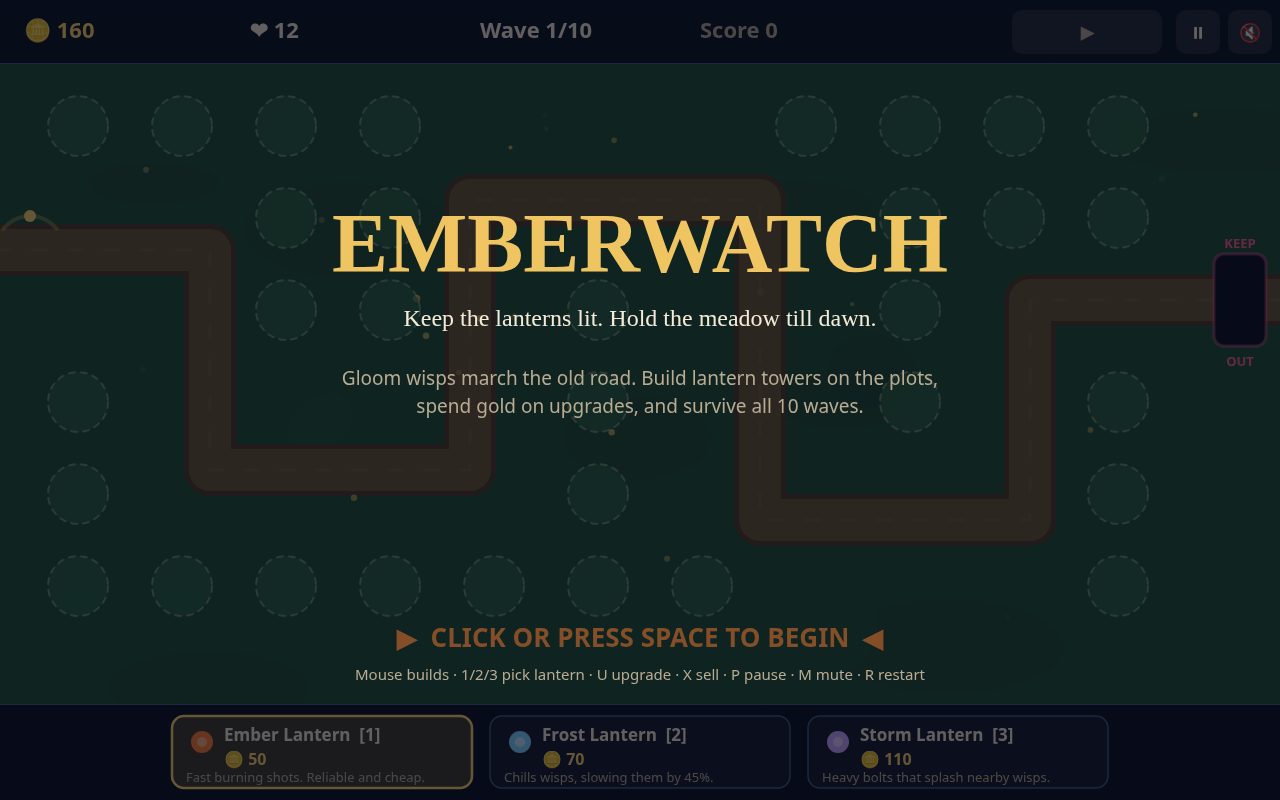 160
12
Wave 1/10
Score 0
EMBERWATCH
Keep the lanterns lit. Hold the meadow till dawn.
Gloom wisps march the old road. Build lantern towers on the plots,
spend gold on upgrades, and survive all 10 waves.
KEEP
OUT
▶ CLICK OR PRESS SPACE TO BEGIN ◀
Mouse builds · 1/2/3 pick lantern · U upgrade · X sell · P pause · M mute · R restart
Ember Lantern [1]
50
Fast burning shots. Reliable and cheap.
Frost Lantern [2]
70
Chills wisps, slowing them by 45%.
Storm Lantern [3]
110
Heavy bolts that splash nearby wisps.